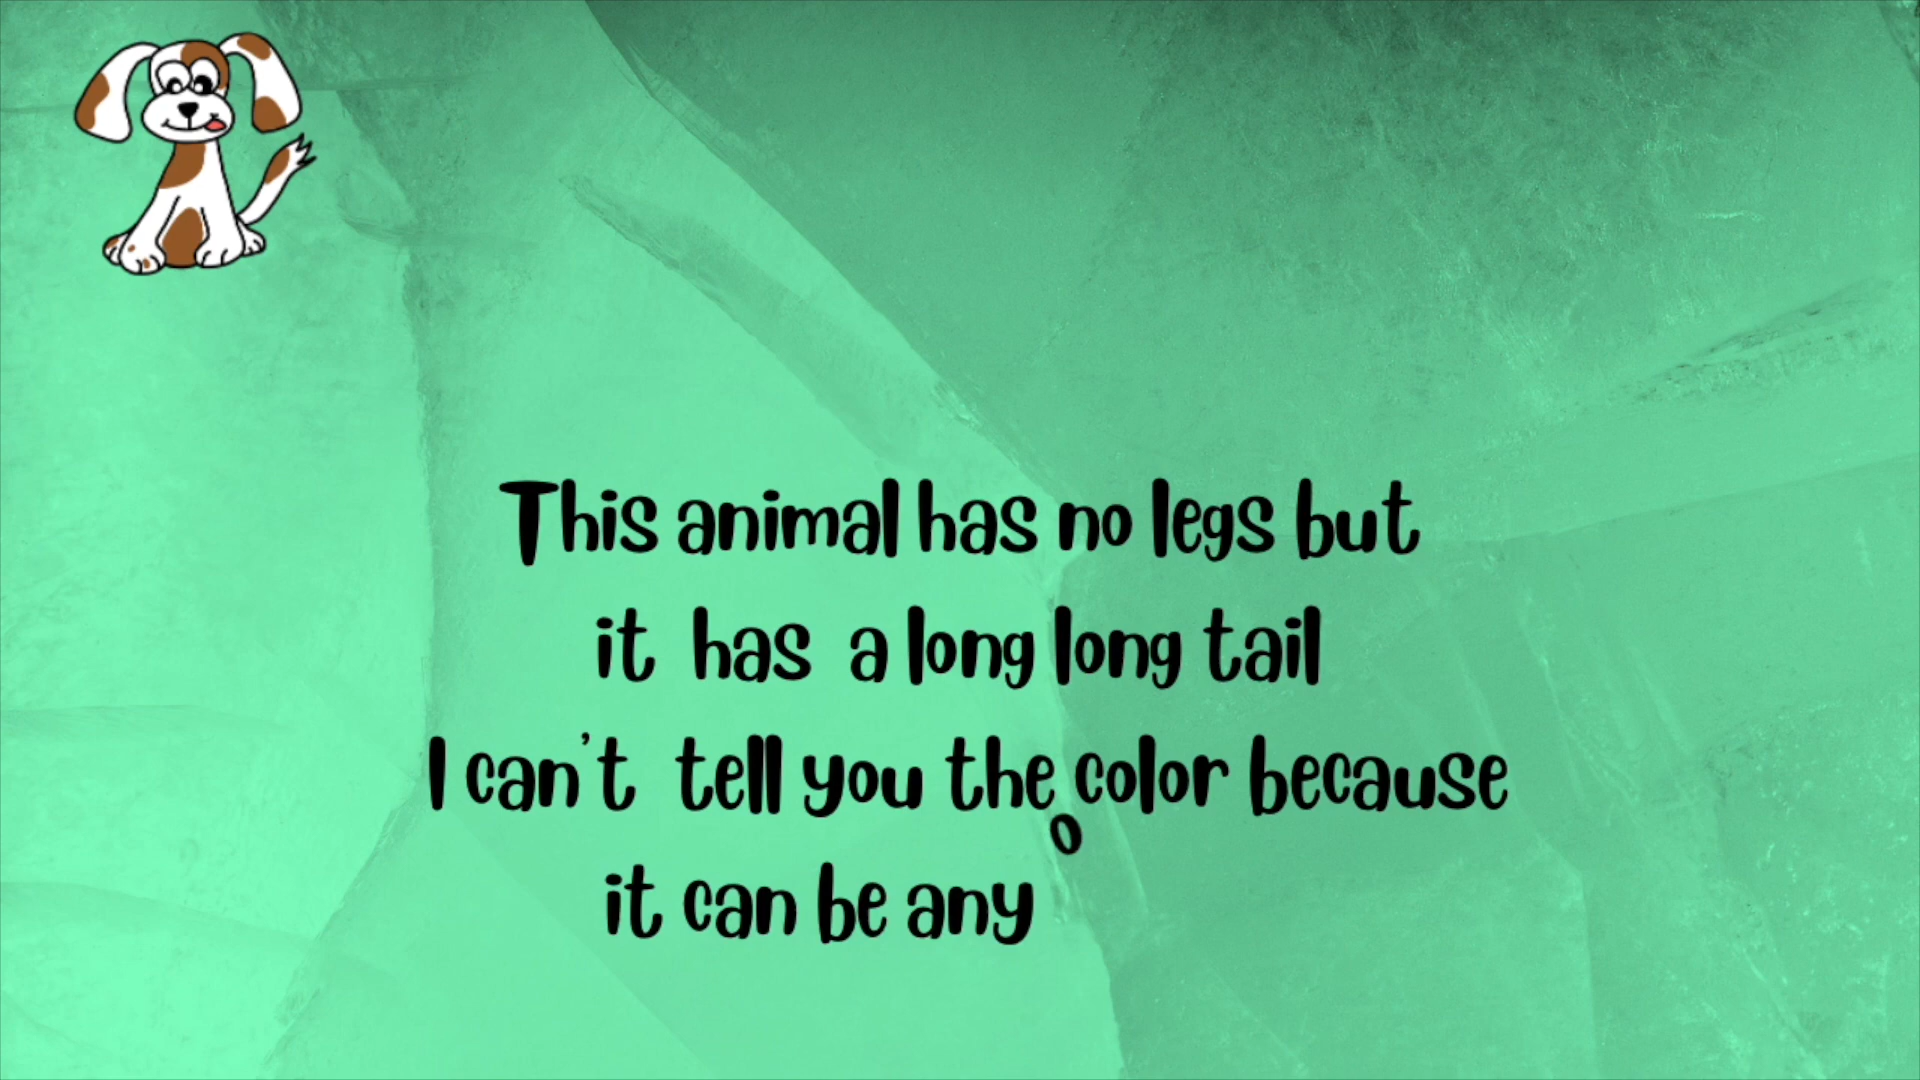 This animal has no legs but
it has a long long tail
I can't tell you the color because
it can be any o